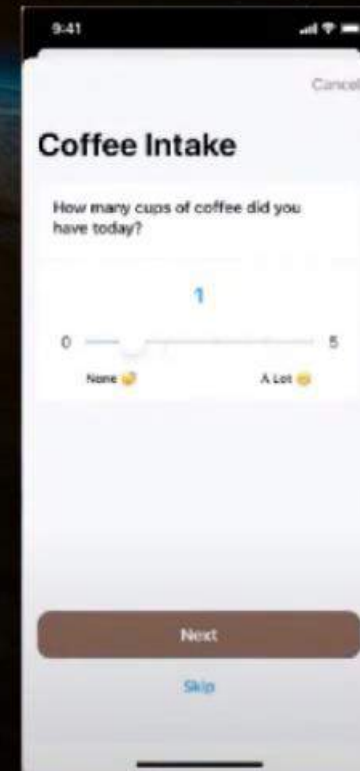 9:41
Cancel
Coffee Intake
How many cups of coffee did you
have today?
1
0 5
None A Lot
Next
Skip